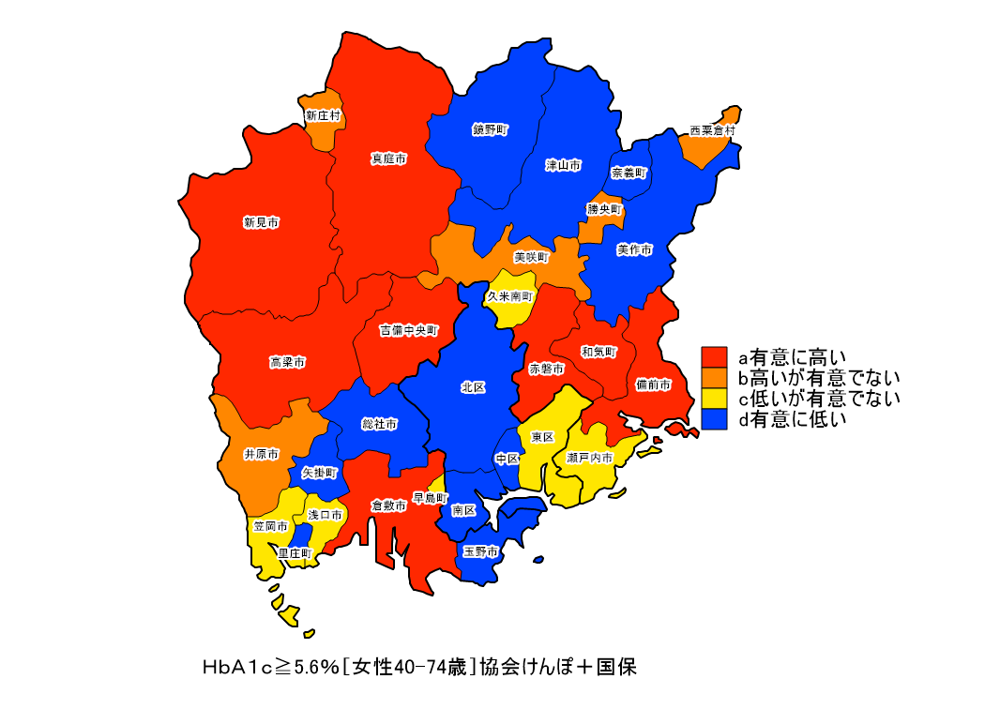 新庄村
真庭市
鏡野町
西粟倉村
津山市
奈義町
勝央町
新見市
美作市
美咲町
久米南町
吉備中央町
高梁市
和気町
赤磐市
備前市
北区
総社市
東区
井原市
中区
瀬戸内市
矢掛町
早島町
倉敷市
南区
浅口市
笠岡市
里庄町
玉野市
a有意に高い
b高いが有意でない
c低いが有意でない
d有意に低い
HbA1c≧5.6%[女性40-74歳]協会けんぽ+国保